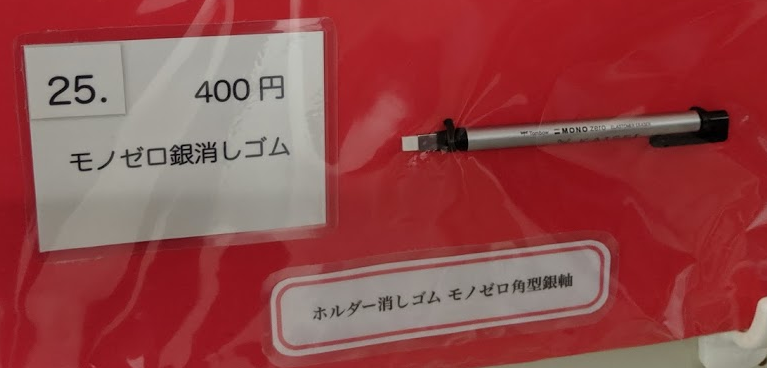 25.
400円
モノゼロ銀消しゴム
Tombow MONO zero
ホルダー消しゴム モノゼロ角型銀軸